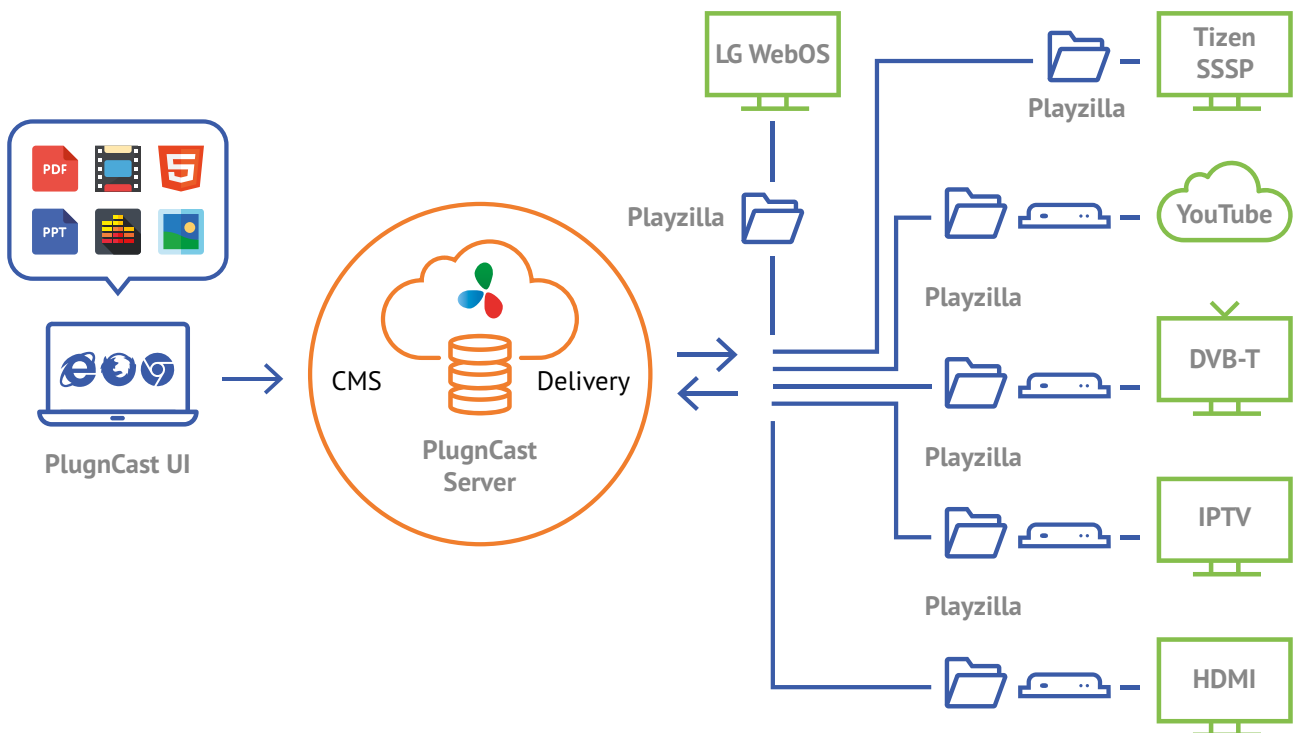 PDF
PPT
PlugnCast UI
CMS
Delivery
PlugnCast
Server
LG WebOS
Playzilla
Tizen
SSSP
Playzilla
YouTube
Playzilla
DVB-T
Playzilla
IPTV
Playzilla
HDMI